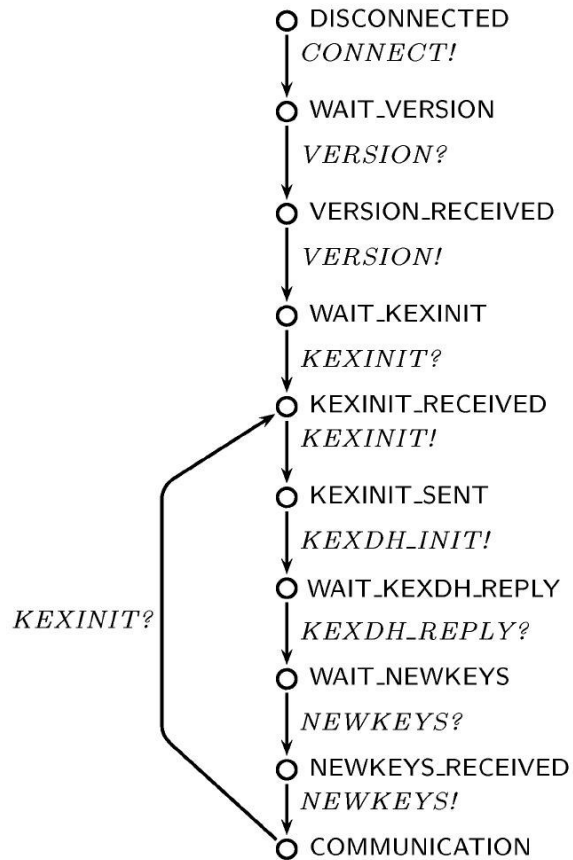 DISCONNECTED
CONNECT!
WAIT_VERSION
VERSION?
VERSION_RECEIVED
VERSION!
WAIT_KEXINIT
KEXINIT?
KEXINIT_RECEIVED
KEXINIT!
KEXINIT_SENT
KEXDH_INIT!
WAIT_KEXDH_REPLY
KEXINIT?
KEXDH_REPLY?
WAIT_NEWKEYS
NEWKEYS?
NEWKEYS_RECEIVED
NEWKEYS!
COMMUNICATION